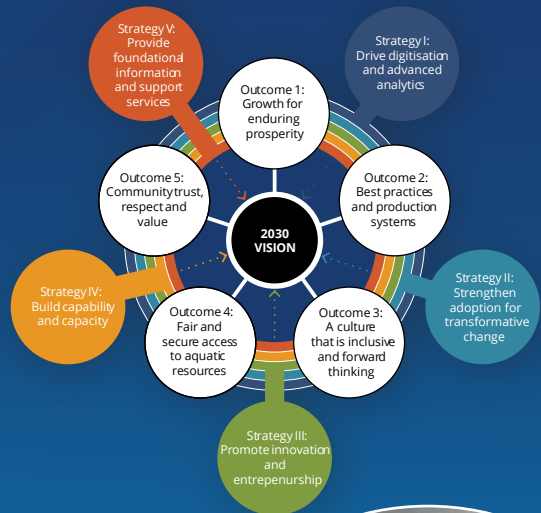 Strategy V:
Provide
foundational
information
and support
services
Strategy I:
Drive digitisation
and advanced
analytics
Outcome 1:
Growth for
enduring
prosperity
Outcome 5:
Community trust,
respect and
value
Outcome 2:
Best practices
and production
systems
2030
VISION
Strategy IV:
Build capability
and capacity
Strategy II:
Strengthen
adoption for
transformative
change
Outcome 4:
Fair and
secure access
to aquatic
resources
Outcome 3:
A culture
that is inclusive
and forward
thinking
Strategy III:
Promote innovation
and
entrepenurship